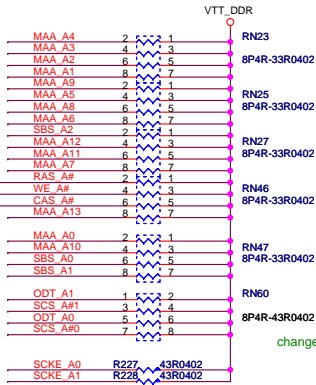 VTT_DDR
MAA_A4 2 1 RN23
MAA_A3 4 3
MAA_A2 6 5 8P4R-33R0402
MAA_A1 8 7
MAA_A9 2 1 RN25
MAA_A5 4 3
MAA_A8 6 5 8P4R-33R0402
MAA_A6 8 7
SBS_A2 2 1 RN27
MAA_A12 4 3
MAA_A11 6 5 8P4R-33R0402
MAA_A7 8 7
RAS_A# 2 1 RN46
WE_A# 4 3
CAS_A# 6 5 8P4R-33R0402
MAA_A13 8 7
MAA_A0 2 1 RN47
MAA_A10 4 3
SBS_A0 6 5 8P4R-33R0402
SBS_A1 8 7
ODT_A1 1 2 RN60
SCS_A#1 3 4
ODT_A0 5 6 8P4R-43R0402
SCS_A#0 7 8
change
SCKE_A0 R227 43R0402
SCKE_A1 R228 43R0402